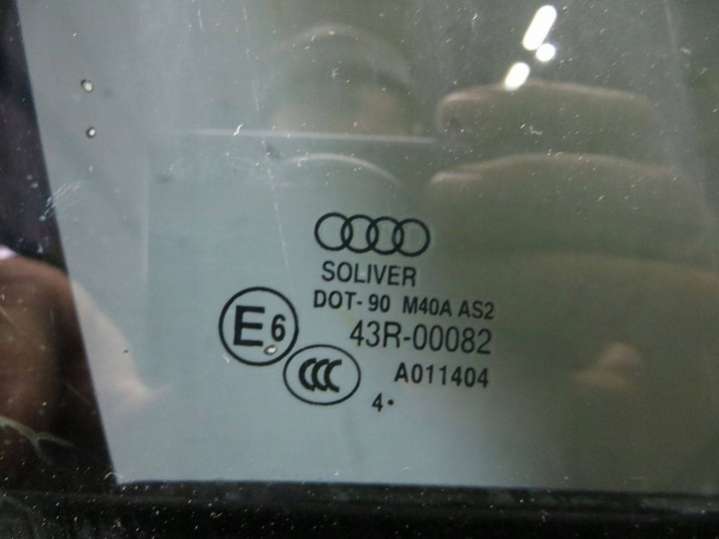 SOLIVER
DOT-90 M40A AS2
E6 43R-00082
CCC A011404
4•